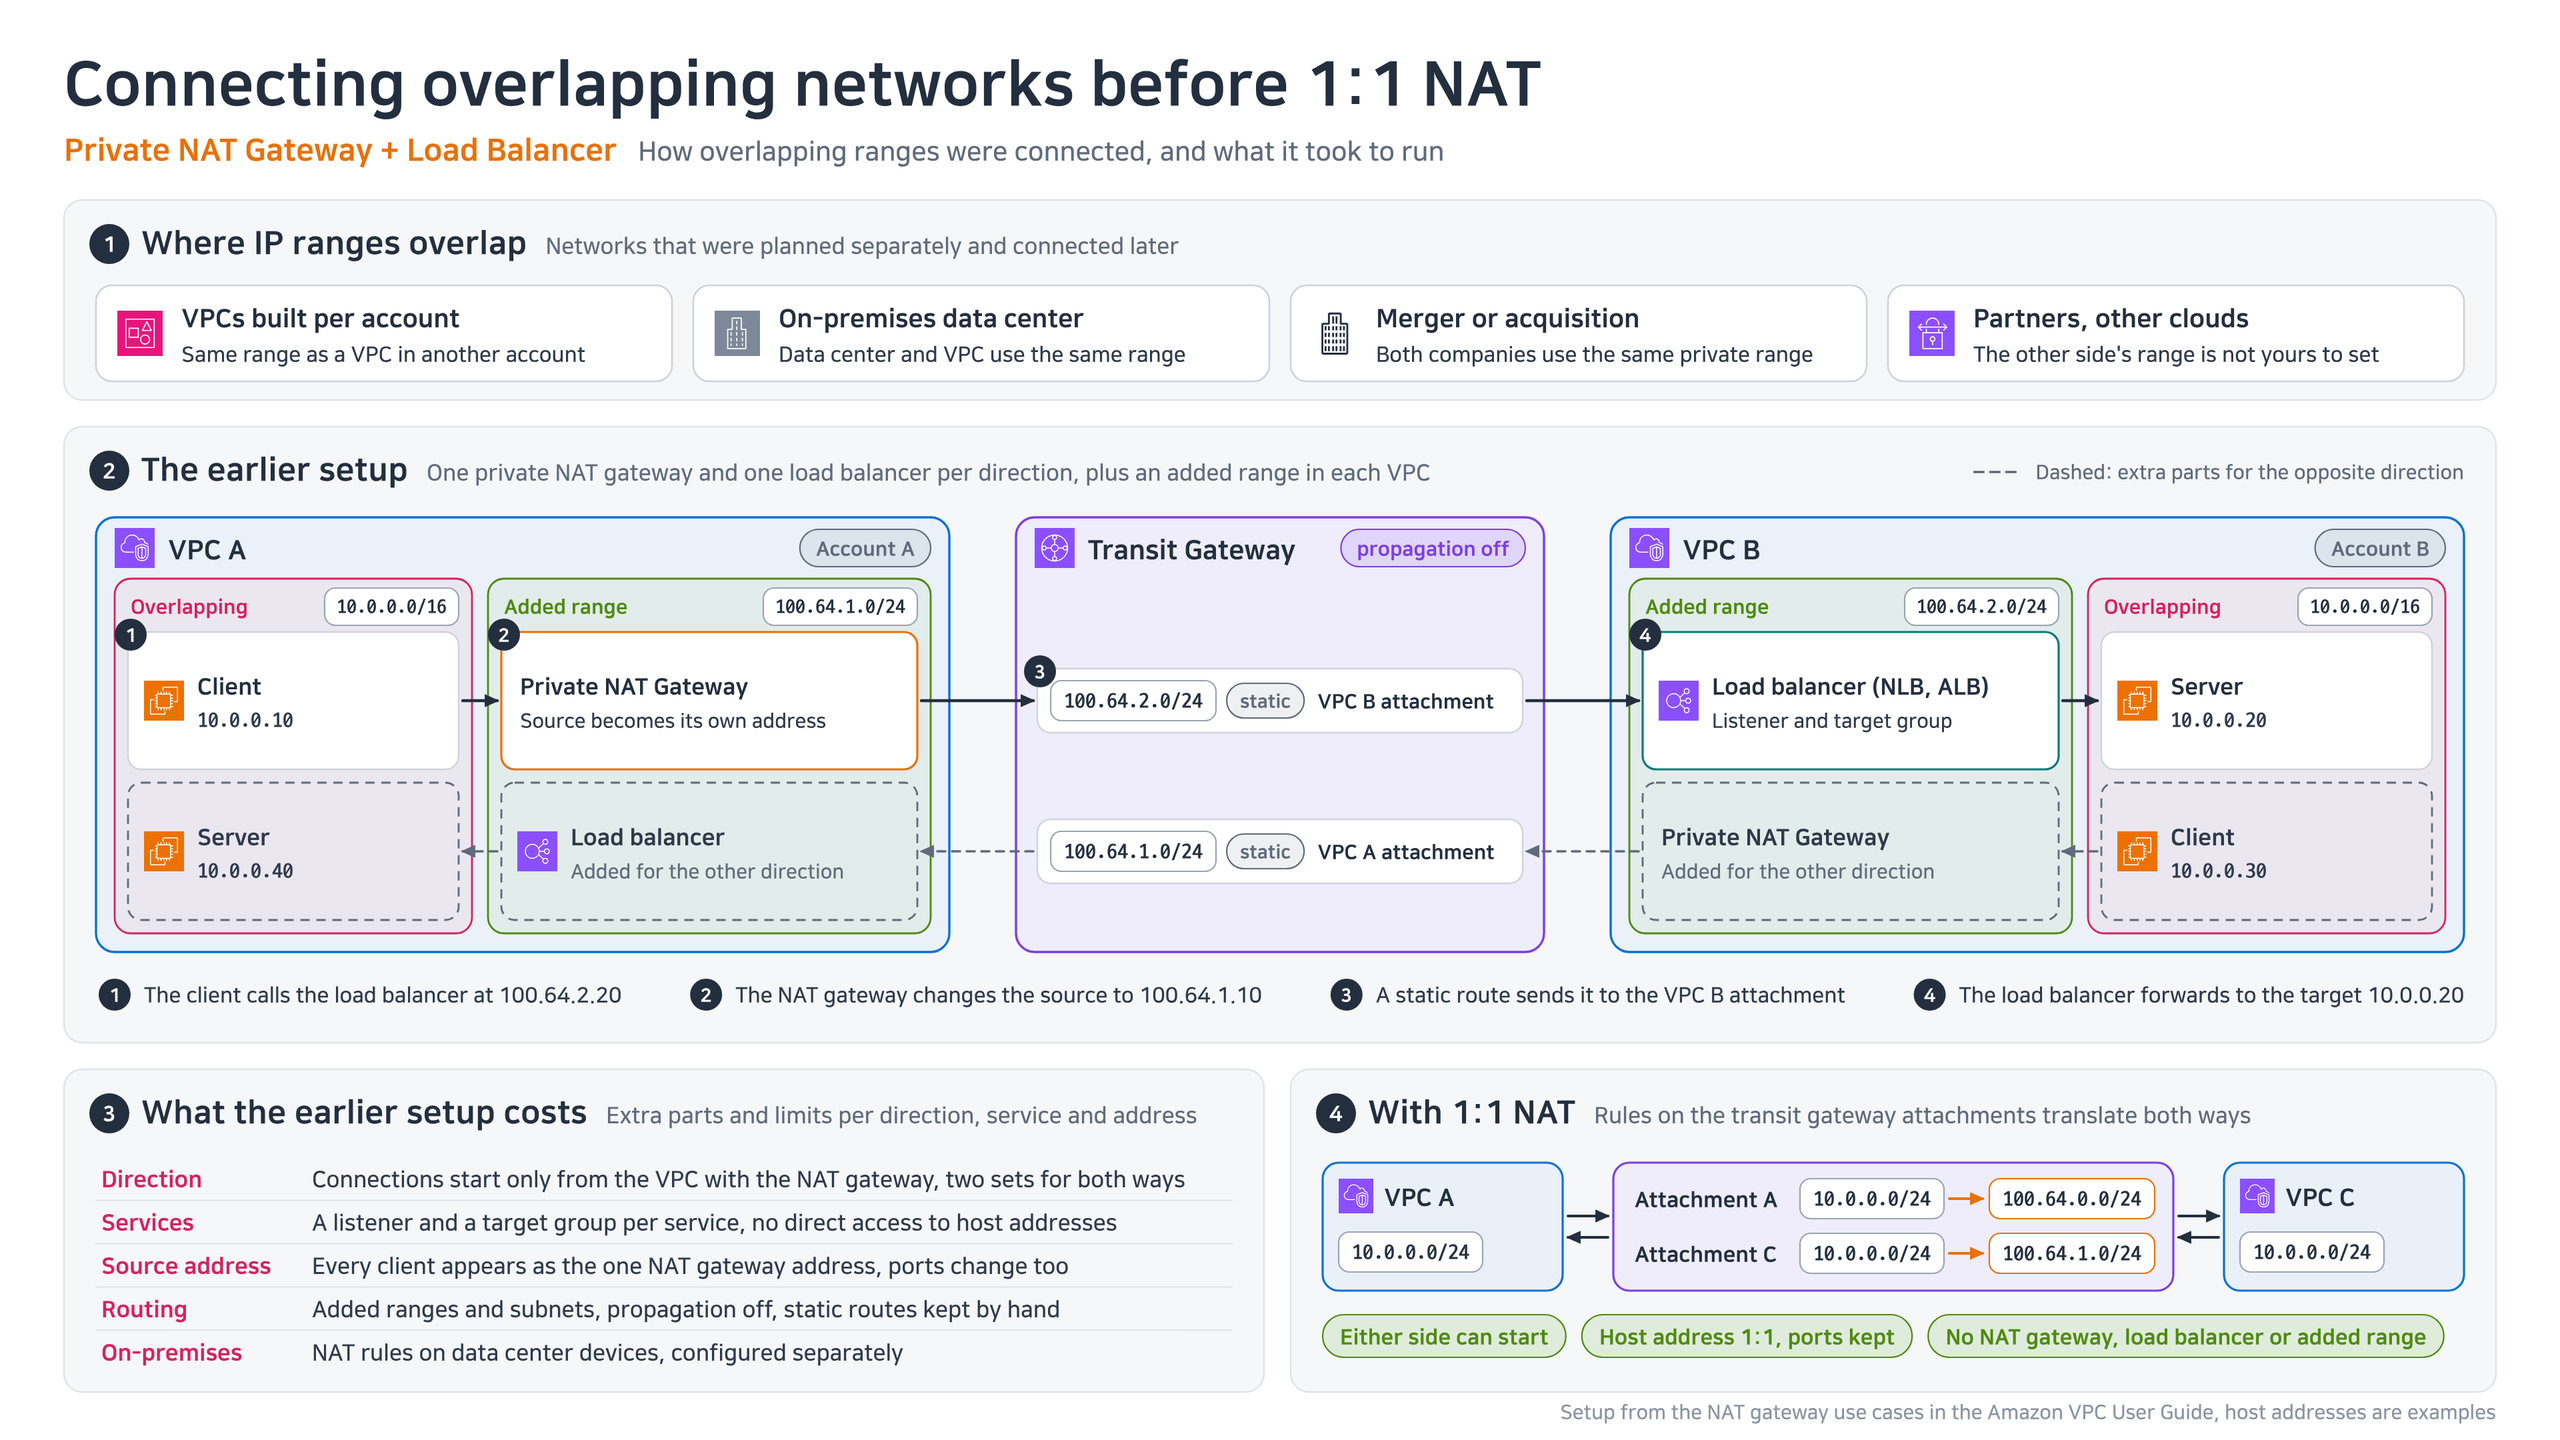 Connecting overlapping networks before 1:1 NAT
Private NAT Gateway + Load Balancer How overlapping ranges were connected, and what it took to run
1 Where IP ranges overlap Networks that were planned separately and connected later
VPCs built per account
Same range as a VPC in another account
On-premises data center
Data center and VPC use the same range
Merger or acquisition
Both companies use the same private range
Partners, other clouds
The other side's range is not yours to set
2 The earlier setup One private NAT gateway and one load balancer per direction, plus an added range in each VPC
Dashed: extra parts for the opposite direction
VPC A
Account A
Overlapping 10.0.0.0/16
1
Client
10.0.0.10
Server
10.0.0.40
Added range 100.64.1.0/24
2
Private NAT Gateway
Source becomes its own address
Load balancer
Added for the other direction
Transit Gateway
propagation off
3
100.64.2.0/24 static VPC B attachment
100.64.1.0/24 static VPC A attachment
VPC B
Account B
Added range 100.64.2.0/24
4
Load balancer (NLB, ALB)
Listener and target group
Private NAT Gateway
Added for the other direction
Overlapping 10.0.0.0/16
Server
10.0.0.20
Client
10.0.0.30
1 The client calls the load balancer at 100.64.2.20
2 The NAT gateway changes the source to 100.64.1.10
3 A static route sends it to the VPC B attachment
4 The load balancer forwards to the target 10.0.0.20
3 What the earlier setup costs Extra parts and limits per direction, service and address
Direction Connections start only from the VPC with the NAT gateway, two sets for both ways
Services A listener and a target group per service, no direct access to host addresses
Source address Every client appears as the one NAT gateway address, ports change too
Routing Added ranges and subnets, propagation off, static routes kept by hand
On-premises NAT rules on data center devices, configured separately
4 With 1:1 NAT Rules on the transit gateway attachments translate both ways
VPC A
10.0.0.0/24
Attachment A 10.0.0.0/24 100.64.0.0/24
Attachment C 10.0.0.0/24 100.64.1.0/24
VPC C
10.0.0.0/24
Either side can start
Host address 1:1, ports kept
No NAT gateway, load balancer or added range
Setup from the NAT gateway use cases in the Amazon VPC User Guide, host addresses are examples